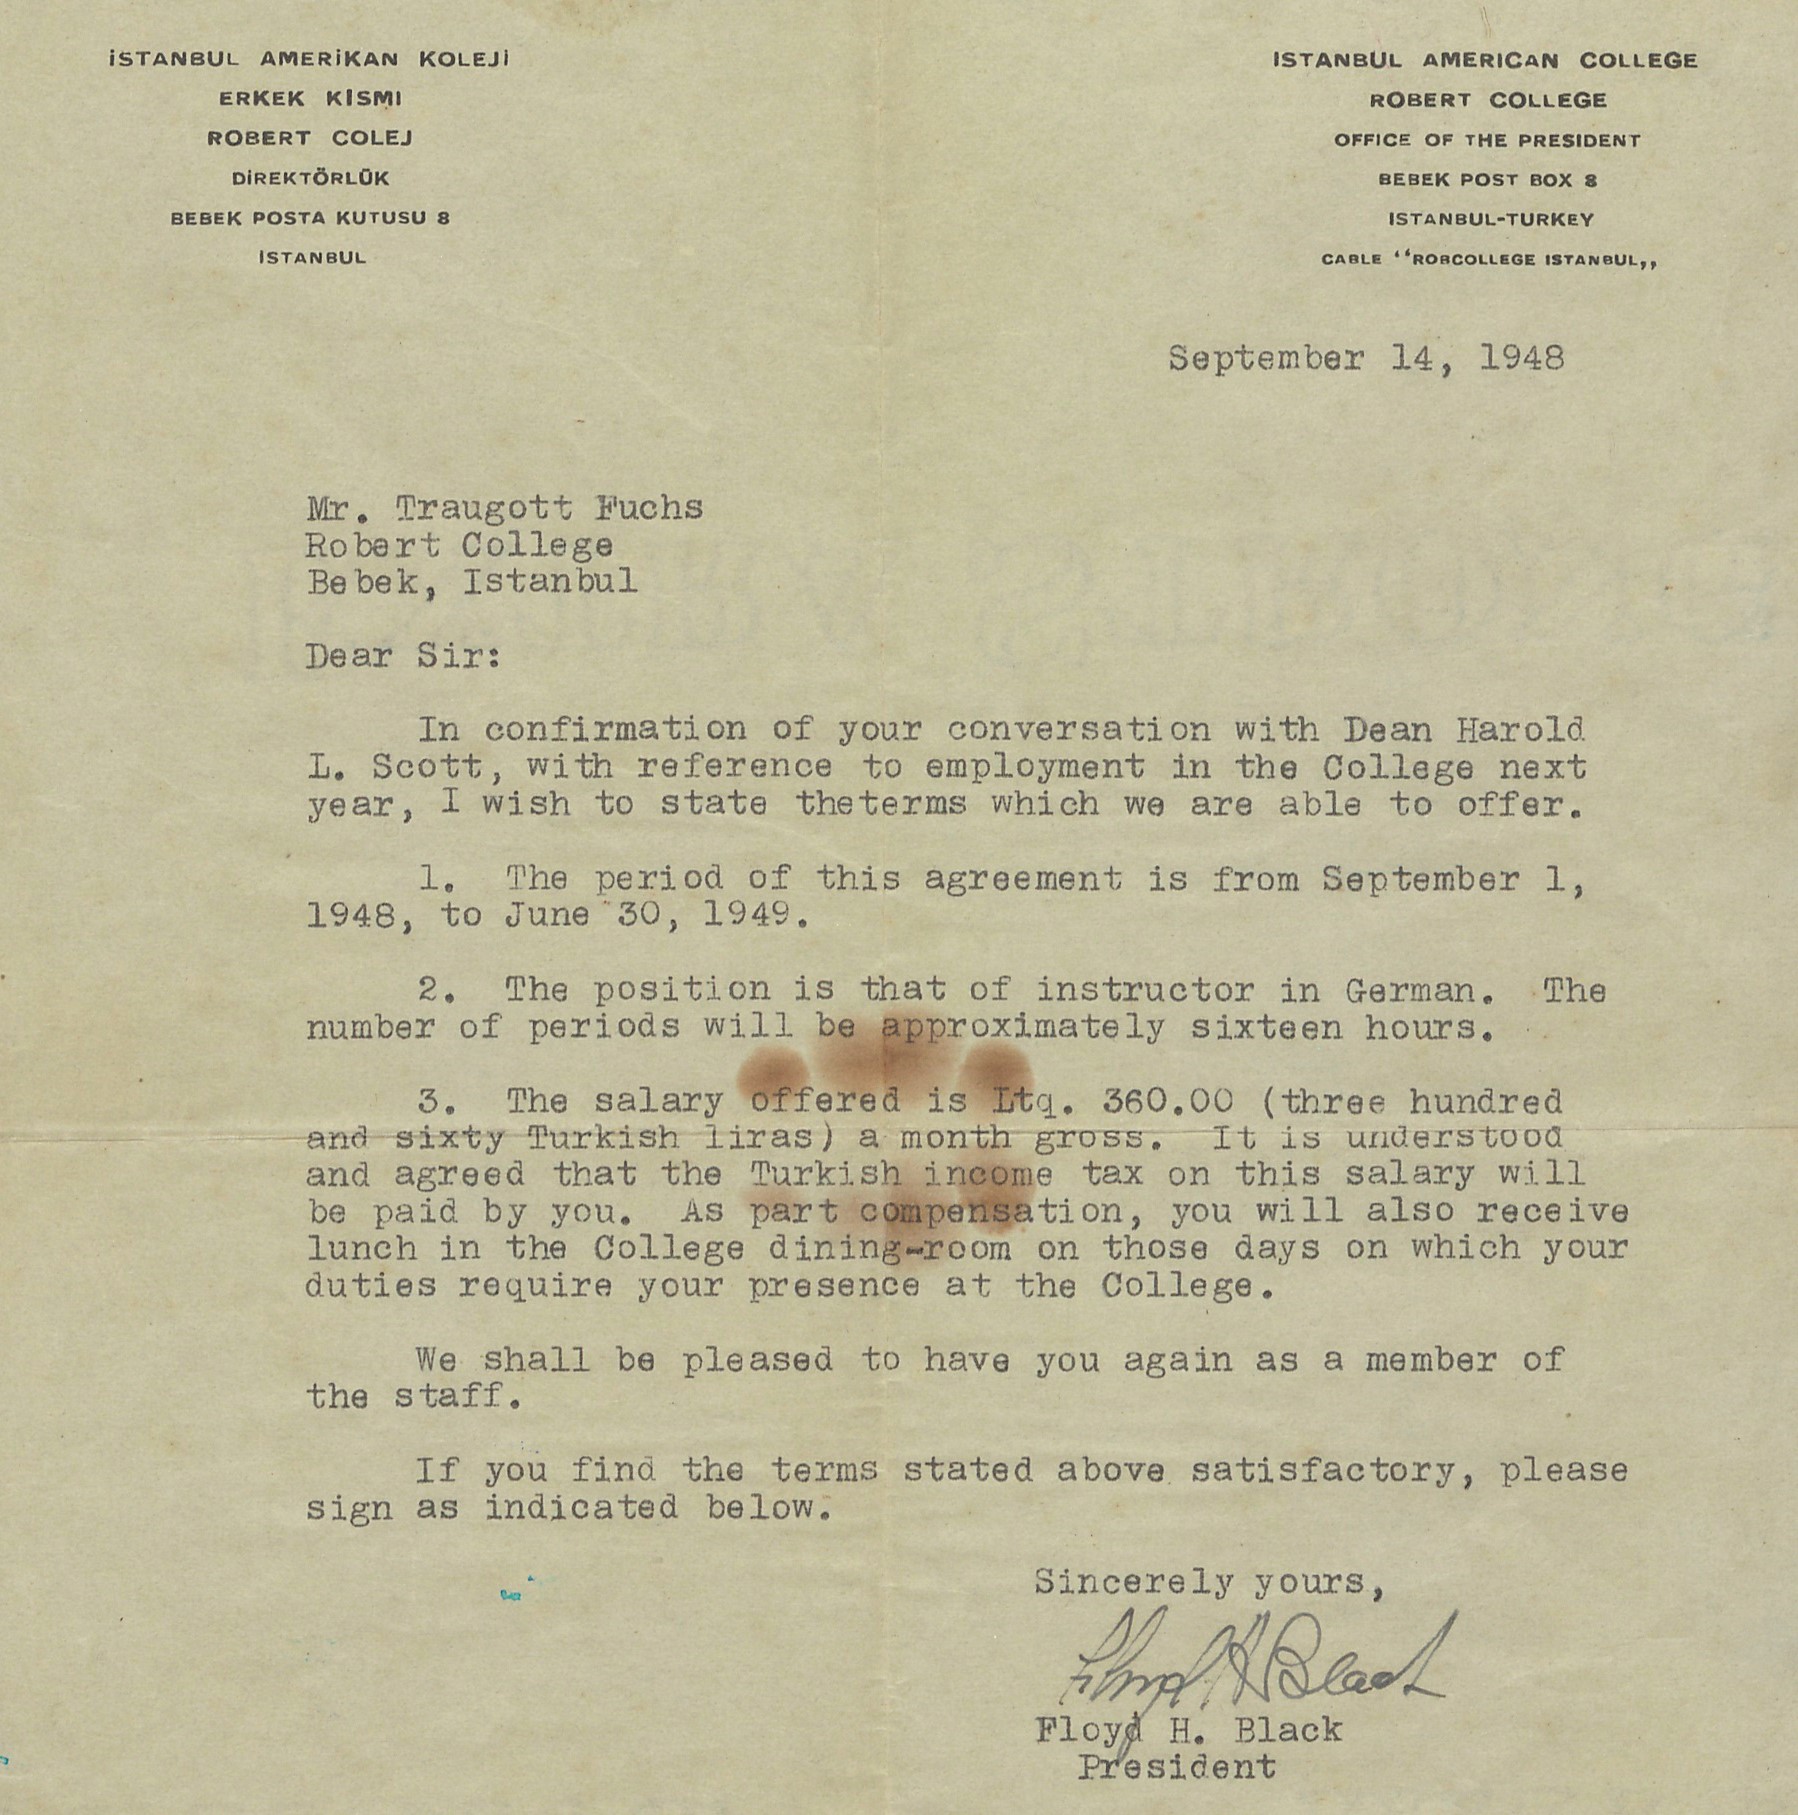 İSTANBUL AMERİKAN KOLEJİ
ERKEK KISMI
ROBERT COLEJ
DİREKTÖRLÜK
BEBEK POSTA KUTUSU 8
İSTANBUL
ISTANBUL AMERICAN COLLEGE
ROBERT COLLEGE
OFFICE OF THE PRESIDENT
BEBEK POST BOX 8
ISTANBUL-TURKEY
CABLE ‘‘ROBCOLLEGE ISTANBUL,,
September 14, 1948
Mr. Traugott Fuchs
Robert College
Bebek, Istanbul
Dear Sir:
In confirmation of your conversation with Dean Harold
L. Scott, with reference to employment in the College next
year, I wish to state theterms which we are able to offer.
1. The period of this agreement is from September 1,
1948, to June 30, 1949.
2. The position is that of instructor in German. The
number of periods will be approximately sixteen hours.
3. The salary offered is Ltq. 360.00 (three hundred
and sixty Turkish liras) a month gross. It is understood
and agreed that the Turkish income tax on this salary will
be paid by you. As part compensation, you will also receive
lunch in the College dining-room on those days on which your
duties require your presence at the College.
We shall be pleased to have you again as a member of
the staff.
If you find the terms stated above satisfactory, please
sign as indicated below.
Sincerely yours,
Floyd H Black
Floyd H. Black
President